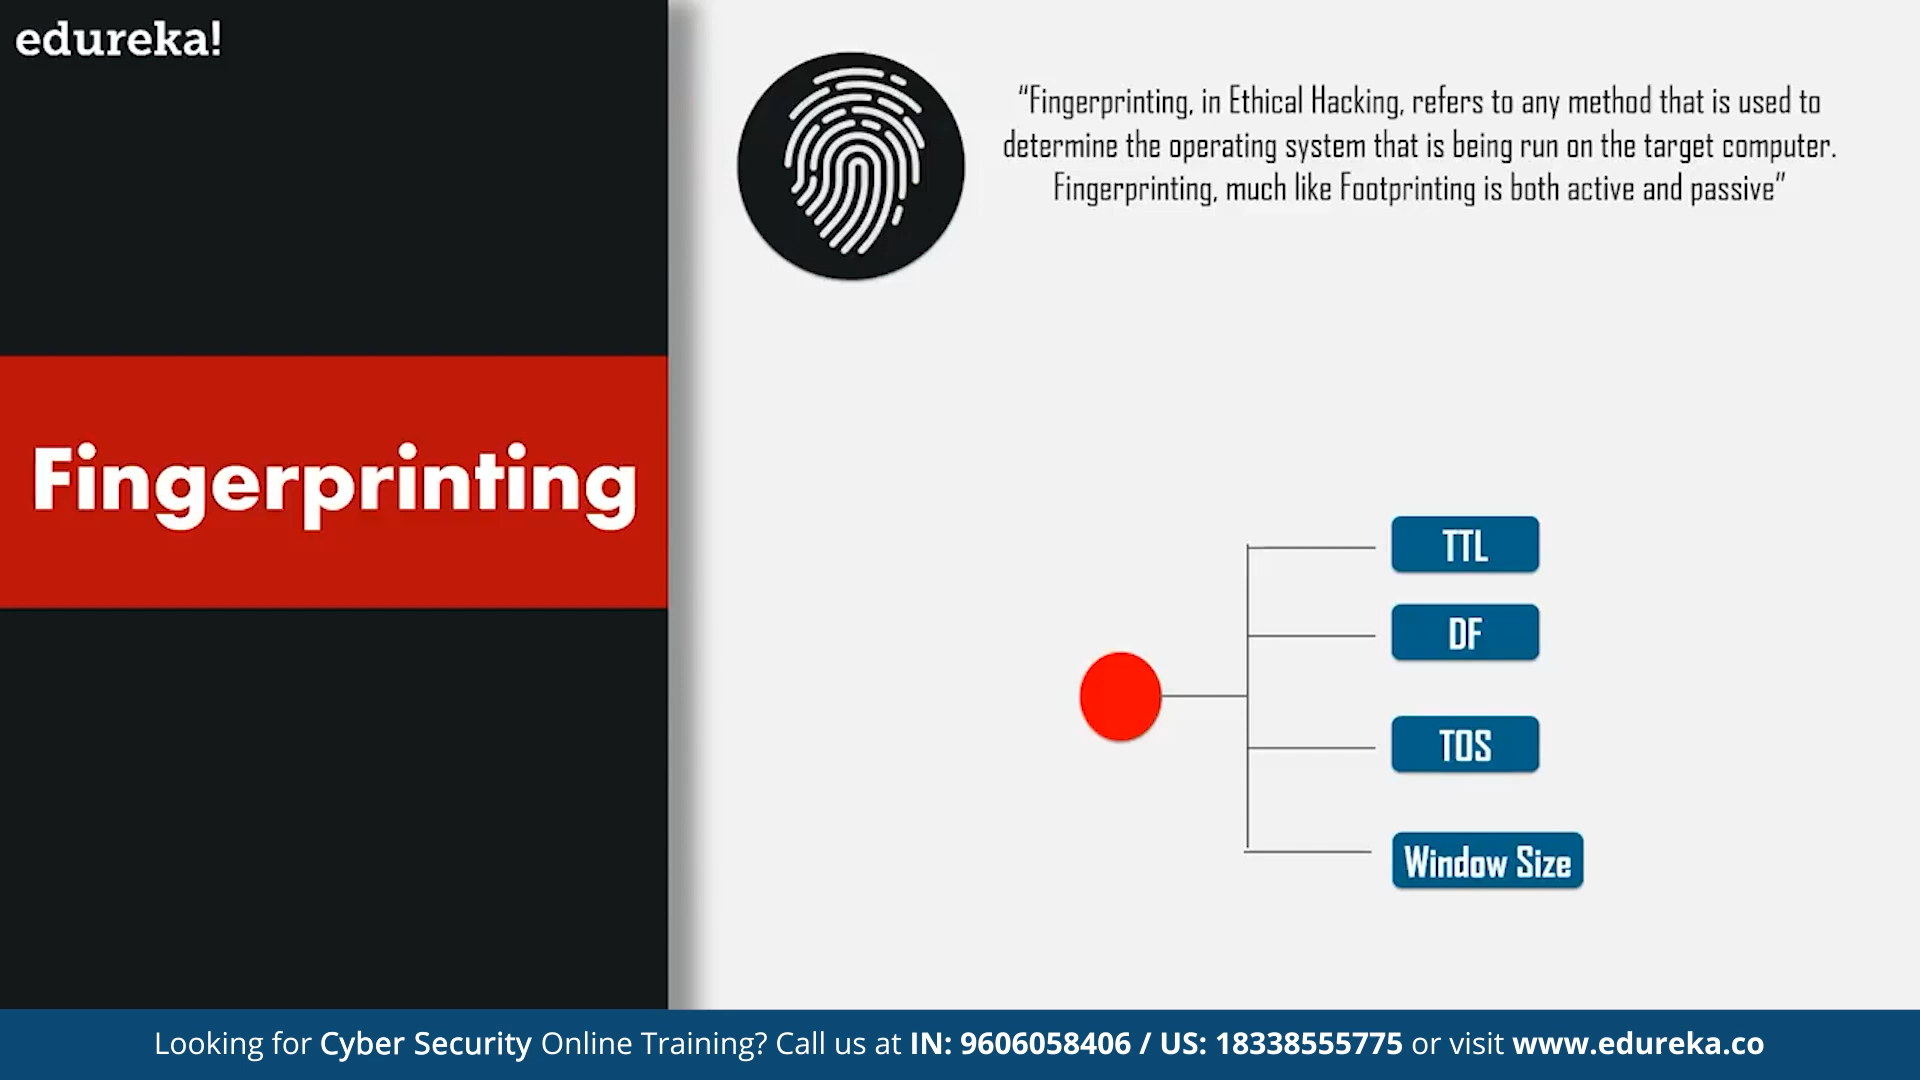 edureka!
“Fingerprinting, in Ethical Hacking, refers to any method that is used to
determine the operating system that is being run on the target computer.
Fingerprinting, much like Footprinting is both active and passive”
Fingerprinting
TTL
DF
TOS
Window Size
Looking for Cyber Security Online Training? Call us at IN: 9606058406 / US: 18338555775 or visit www.edureka.co